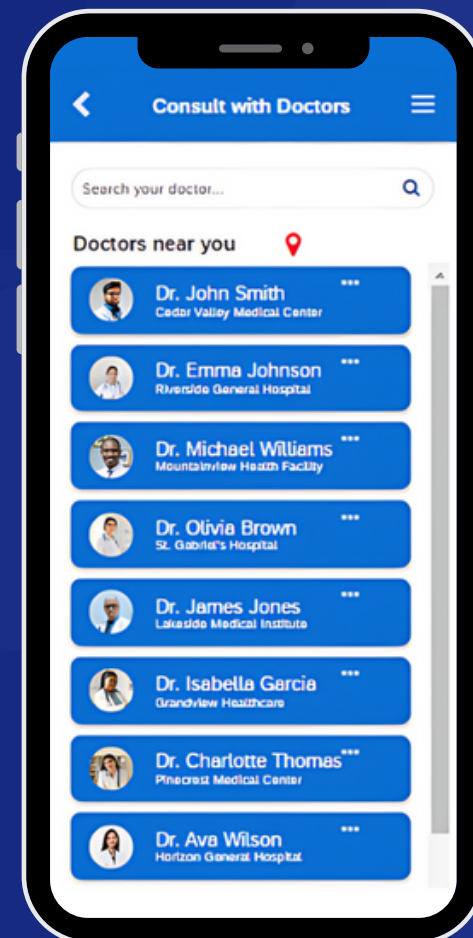 Consult with Doctors
Search your doctor...
Doctors near you
Dr. John Smith
Cedar Valley Medical Center
Dr. Emma Johnson
Riverside General Hospital
Dr. Michael Williams
Mountainview Health Facility
Dr. Olivia Brown
St. Gabriel's Hospital
Dr. James Jones
Lakeside Medical Institute
Dr. Isabella Garcia
Grandview Healthcare
Dr. Charlotte Thomas
Pinecrest Medical Center
Dr. Ava Wilson
Horizon General Hospital